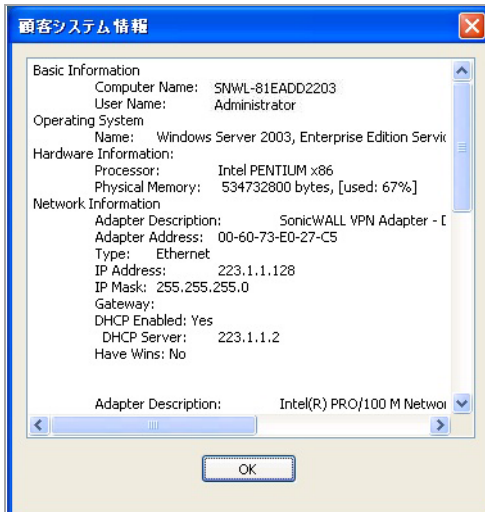 顧客システム情報
Basic Information
Computer Name: SNWL-81EADD2203
User Name: Administrator
Operating System
Name: Windows Server 2003, Enterprise Edition Servic
Hardware Information:
Processor: Intel PENTIUM x86
Physical Memory: 534732800 bytes, [used: 67%]
Network Information
Adapter Description: SonicWALL VPN Adapter - D
Adapter Address: 00-60-73-E0-27-C5
Type: Ethernet
IP Address: 223.1.1.128
IP Mask: 255.255.255.0
Gateway:
DHCP Enabled: Yes
DHCP Server: 223.1.1.2
Have Wins: No
Adapter Description: Intel(R) PRO/100 M Networ
OK